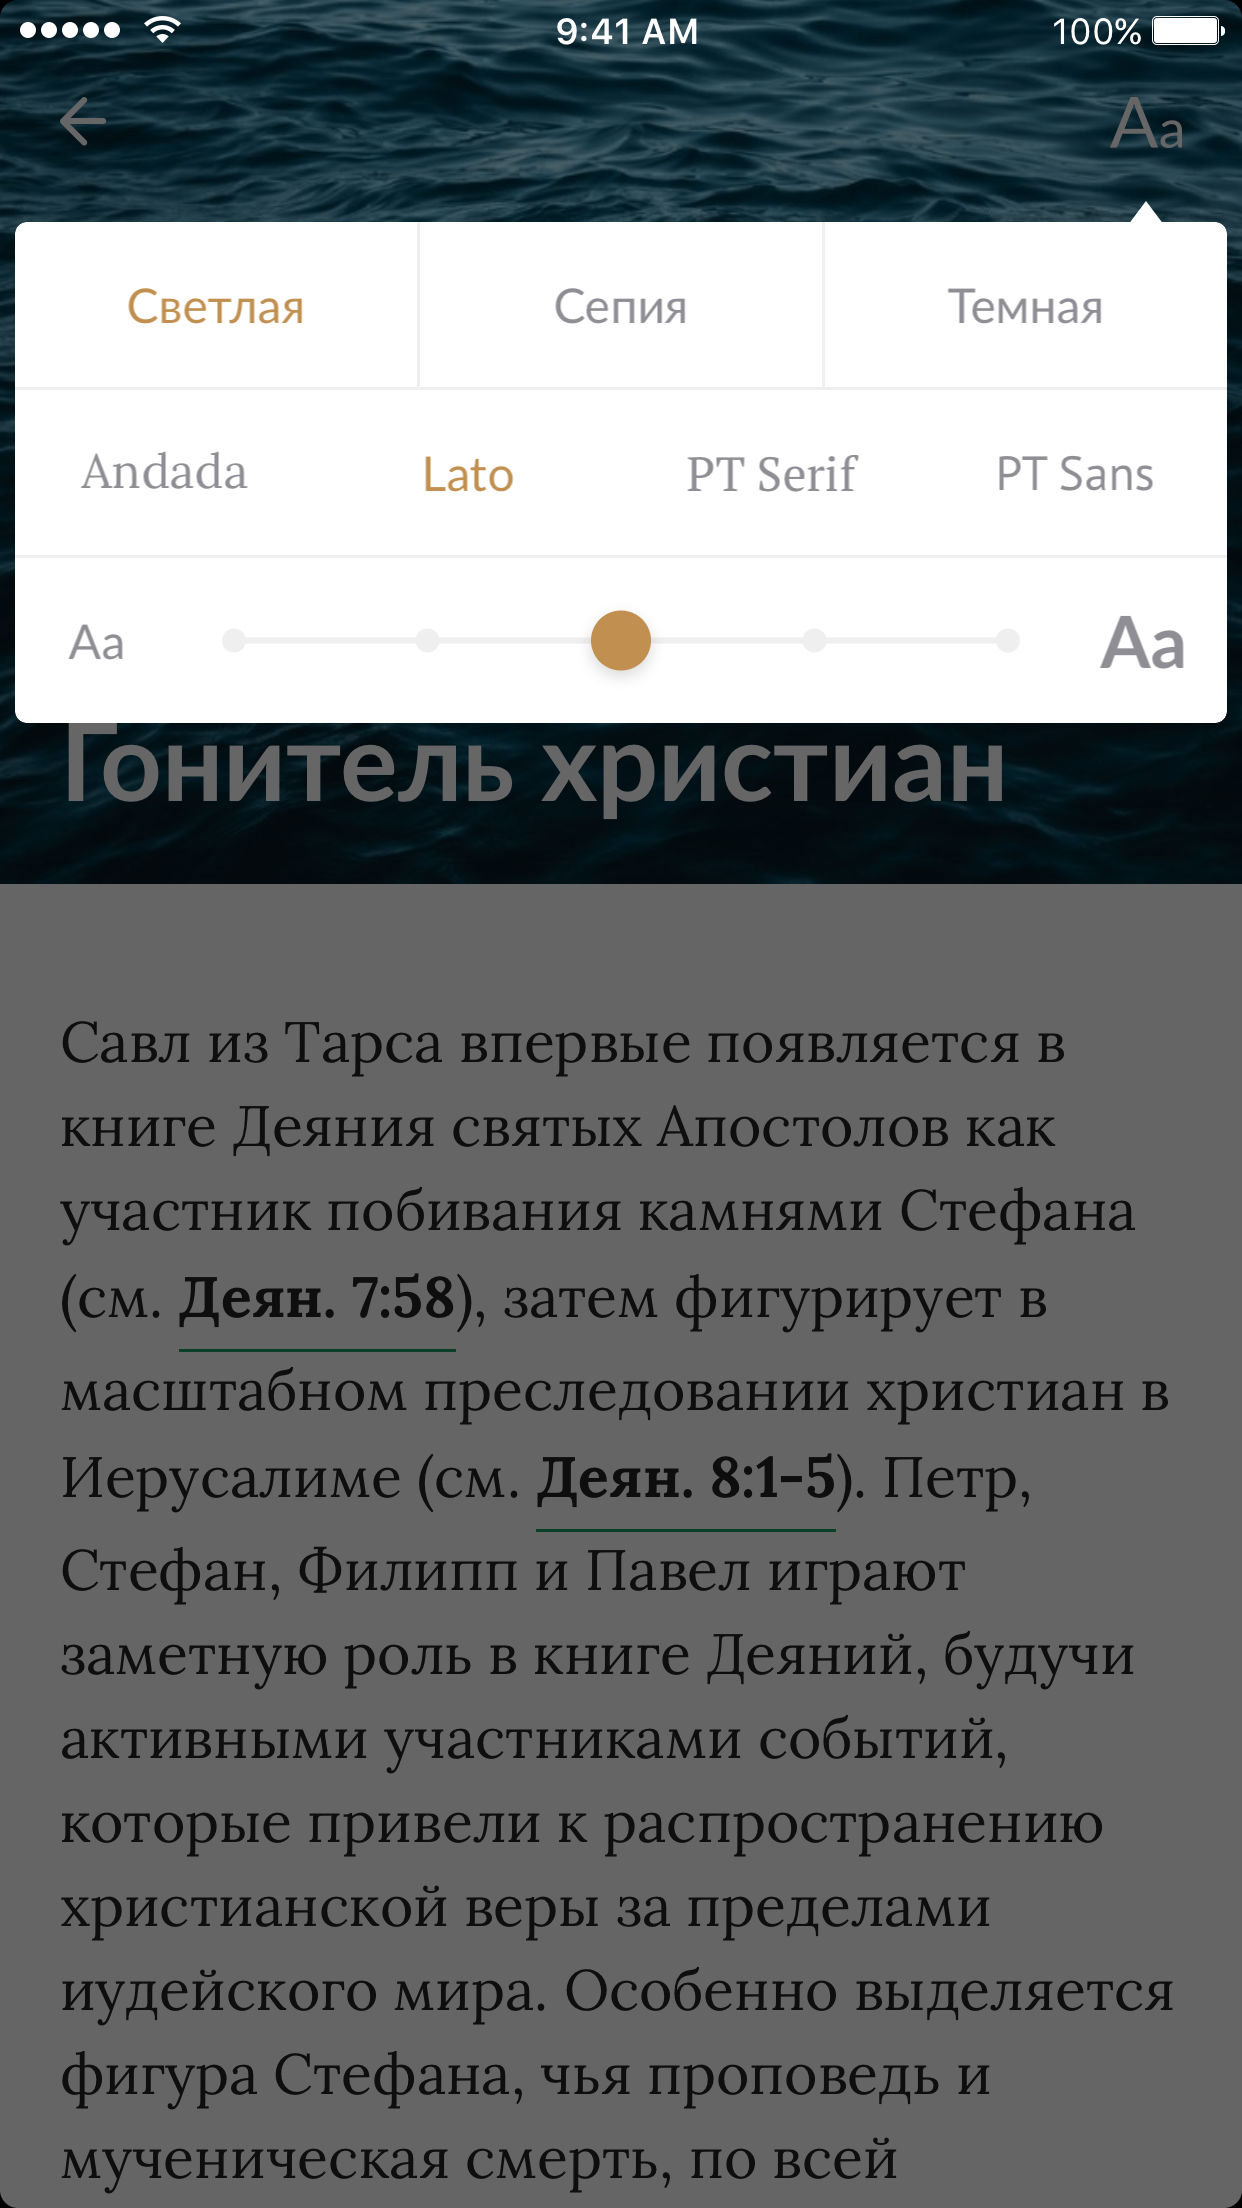 9:41 AM 100%
Aa
Светлая Сепия Темная
Andada Lato PT Serif PT Sans
Aa Aa
Гонитель христиан
Савл из Тарса впервые появляется в
книге Деяния святых Апостолов как
участник побивания камнями Стефана
(см. Деян. 7:58), затем фигурирует в
масштабном преследовании христиан в
Иерусалиме (см. Деян. 8:1-5). Петр,
Стефан, Филипп и Павел играют
заметную роль в книге Деяний, будучи
активными участниками событий,
которые привели к распространению
христианской веры за пределами
иудейского мира. Особенно выделяется
фигура Стефана, чья проповедь и
мученическая смерть, по всей